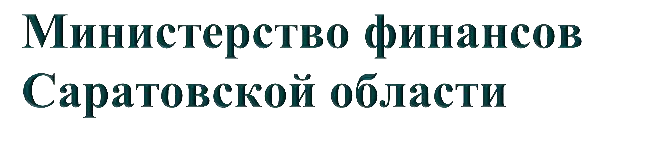 Министерство финансов
Саратовской области